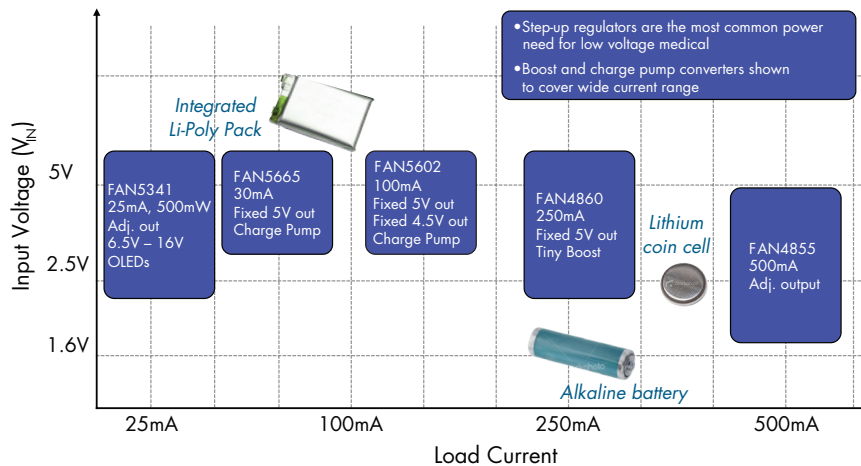 •Step-up regulators are the most common power
need for low voltage medical
•Boost and charge pump converters shown
to cover wide current range
Integrated
Li-Poly Pack
Input Voltage (VIN)
5V
2.5V
1.6V
FAN5341
25mA, 500mW
Adj. out
6.5V – 16V
OLEDs
FAN5665
30mA
Fixed 5V out
Charge Pump
FAN5602
100mA
Fixed 5V out
Fixed 4.5V out
Charge Pump
FAN4860
250mA
Fixed 5V out
Tiny Boost
Lithium
coin cell
FAN4855
500mA
Adj. output
Alkaline battery
25mA
100mA
250mA
500mA
Load Current